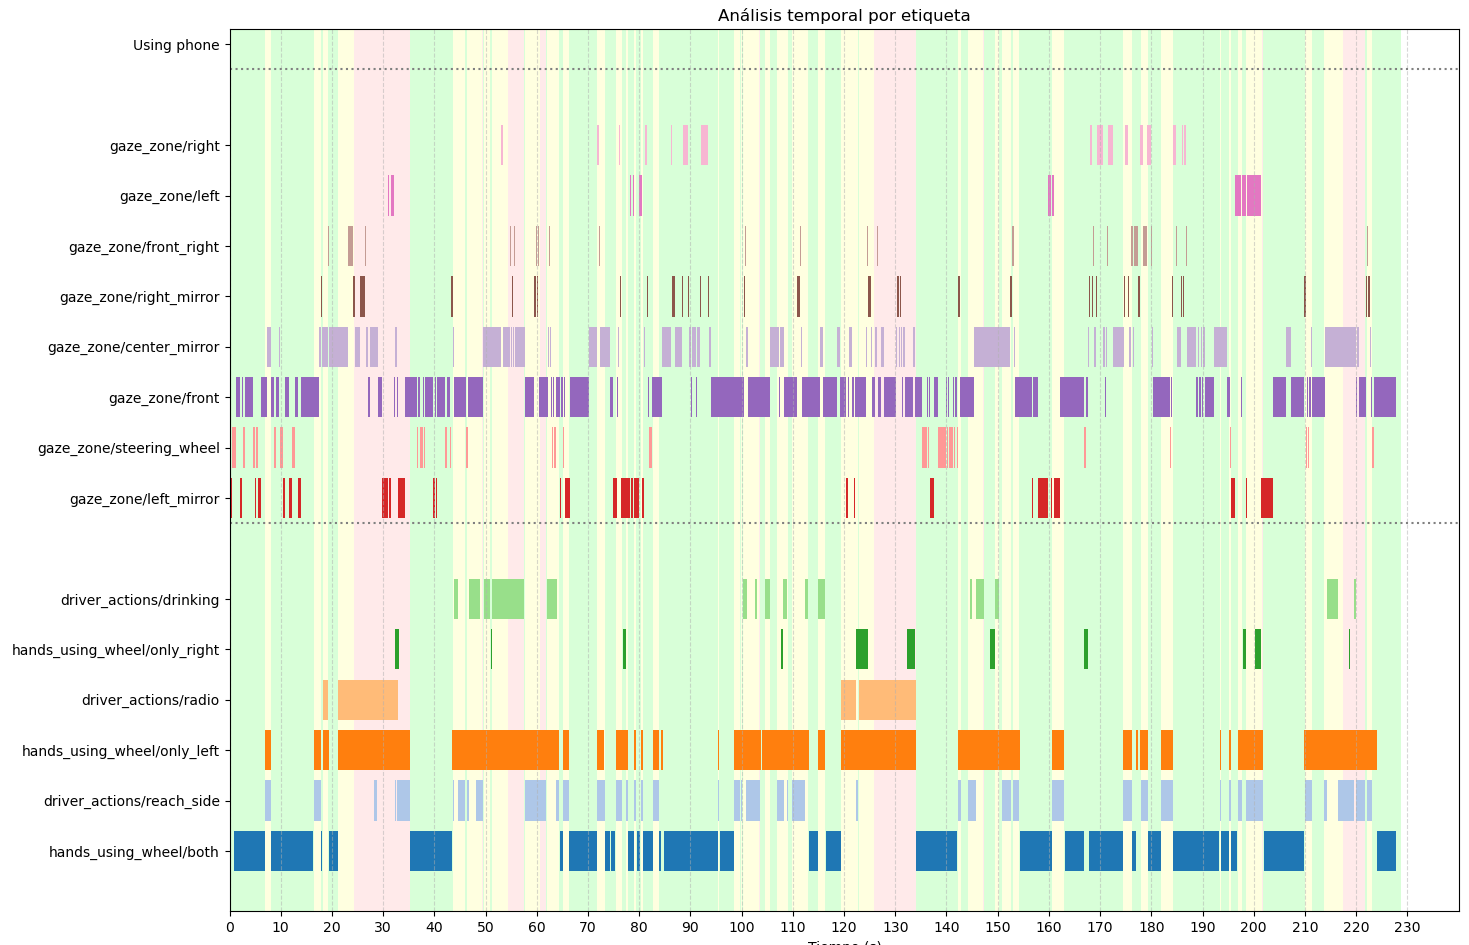 Análisis temporal por etiqueta
Using phone
gaze_zone/right
gaze_zone/left
gaze_zone/front_right
gaze_zone/right_mirror
gaze_zone/center_mirror
gaze_zone/front
gaze_zone/steering_wheel
gaze_zone/left_mirror
driver_actions/drinking
hands_using_wheel/only_right
driver_actions/radio
hands_using_wheel/only_left
driver_actions/reach_side
hands_using_wheel/both
0 10 20 30 40 50 60 70 80 90 100 110 120 130 140 150 160 170 180 190 200 210 220 230
Tiempo (s)